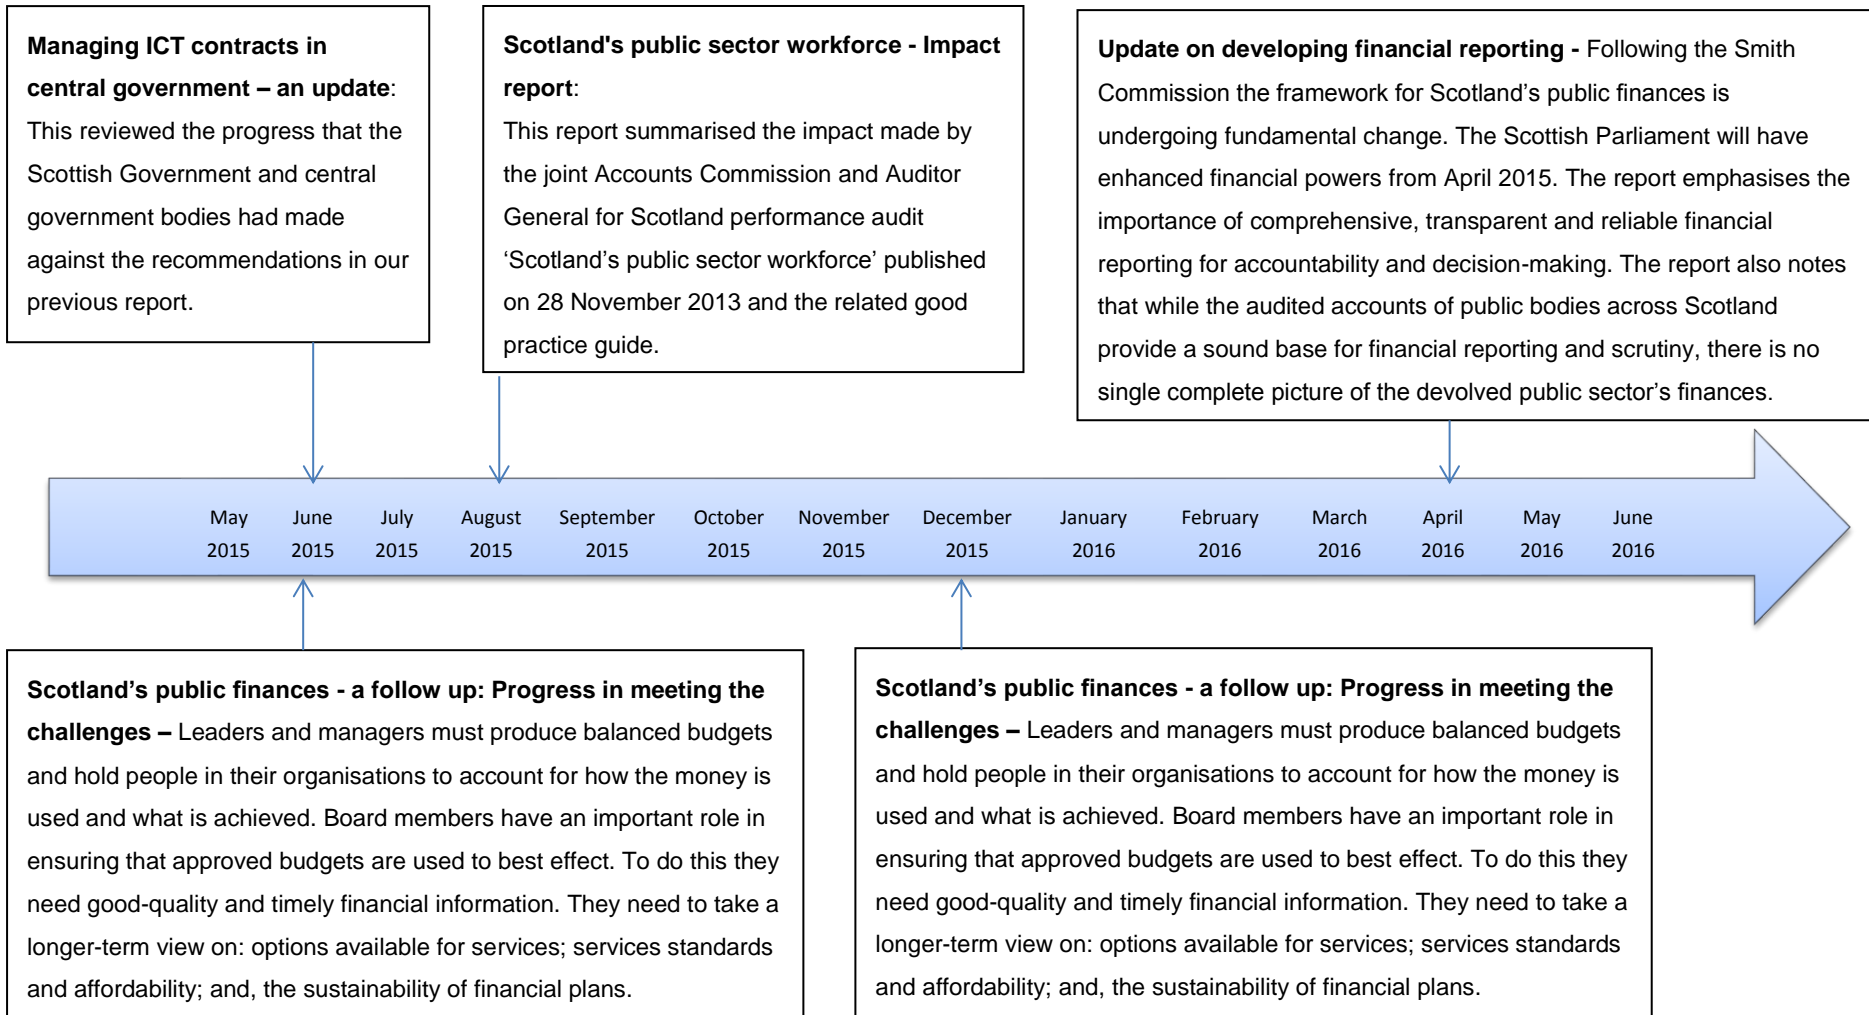 Managing ICT contracts in
central government – an update:
This reviewed the progress that the
Scottish Government and central
government bodies had made
against the recommendations in our
previous report.
Scotland's public sector workforce - Impact
report:
This report summarised the impact made by
the joint Accounts Commission and Auditor
General for Scotland performance audit
‘Scotland’s public sector workforce’ published
on 28 November 2013 and the related good
practice guide.
Update on developing financial reporting - Following the Smith
Commission the framework for Scotland’s public finances is
undergoing fundamental change. The Scottish Parliament will have
enhanced financial powers from April 2015. The report emphasises the
importance of comprehensive, transparent and reliable financial
reporting for accountability and decision-making. The report also notes
that while the audited accounts of public bodies across Scotland
provide a sound base for financial reporting and scrutiny, there is no
single complete picture of the devolved public sector’s finances.
May June July August September October November December January February March April May June
2015 2015 2015 2015 2015 2015 2015 2015 2016 2016 2016 2016 2016 2016
Scotland’s public finances - a follow up: Progress in meeting the
challenges – Leaders and managers must produce balanced budgets
and hold people in their organisations to account for how the money is
used and what is achieved. Board members have an important role in
ensuring that approved budgets are used to best effect. To do this they
need good-quality and timely financial information. They need to take a
longer-term view on: options available for services; services standards
and affordability; and, the sustainability of financial plans.
Scotland’s public finances - a follow up: Progress in meeting the
challenges – Leaders and managers must produce balanced budgets
and hold people in their organisations to account for how the money is
used and what is achieved. Board members have an important role in
ensuring that approved budgets are used to best effect. To do this they
need good-quality and timely financial information. They need to take a
longer-term view on: options available for services; services standards
and affordability; and, the sustainability of financial plans.